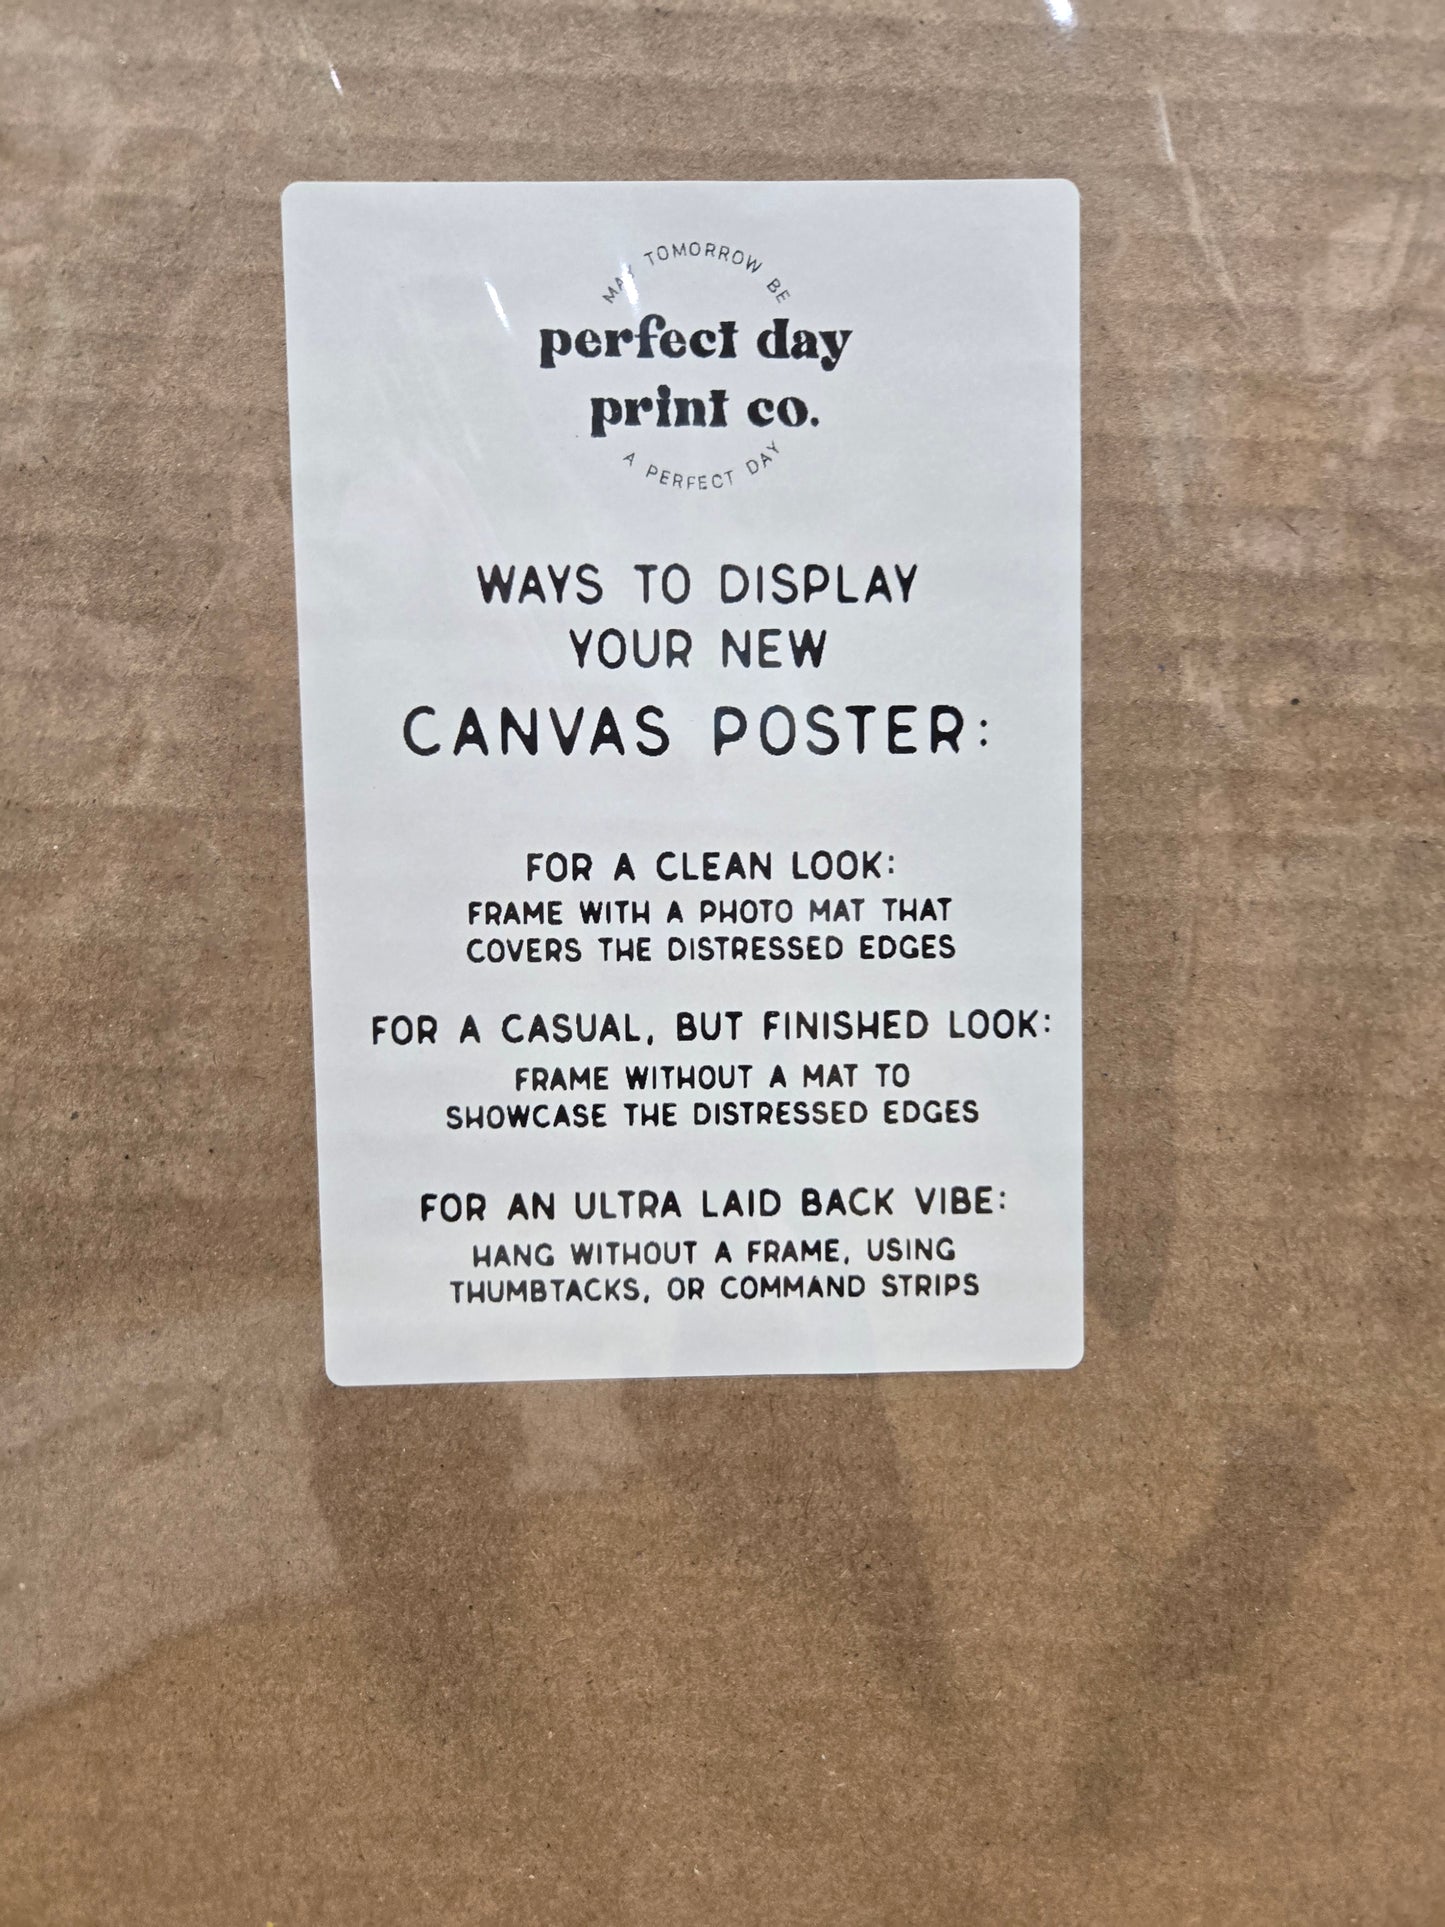 MAY TOMORROW BE
perfect day
print co.
A PERFECT DAY
WAYS TO DISPLAY
YOUR NEW
CANVAS POSTER:
FOR A CLEAN LOOK:
FRAME WITH A PHOTO MAT THAT
COVERS THE DISTRESSED EDGES
FOR A CASUAL, BUT FINISHED LOOK:
FRAME WITHOUT A MAT TO
SHOWCASE THE DISTRESSED EDGES
FOR AN ULTRA LAID BACK VIBE:
HANG WITHOUT A FRAME, USING
THUMBTACKS, OR COMMAND STRIPS